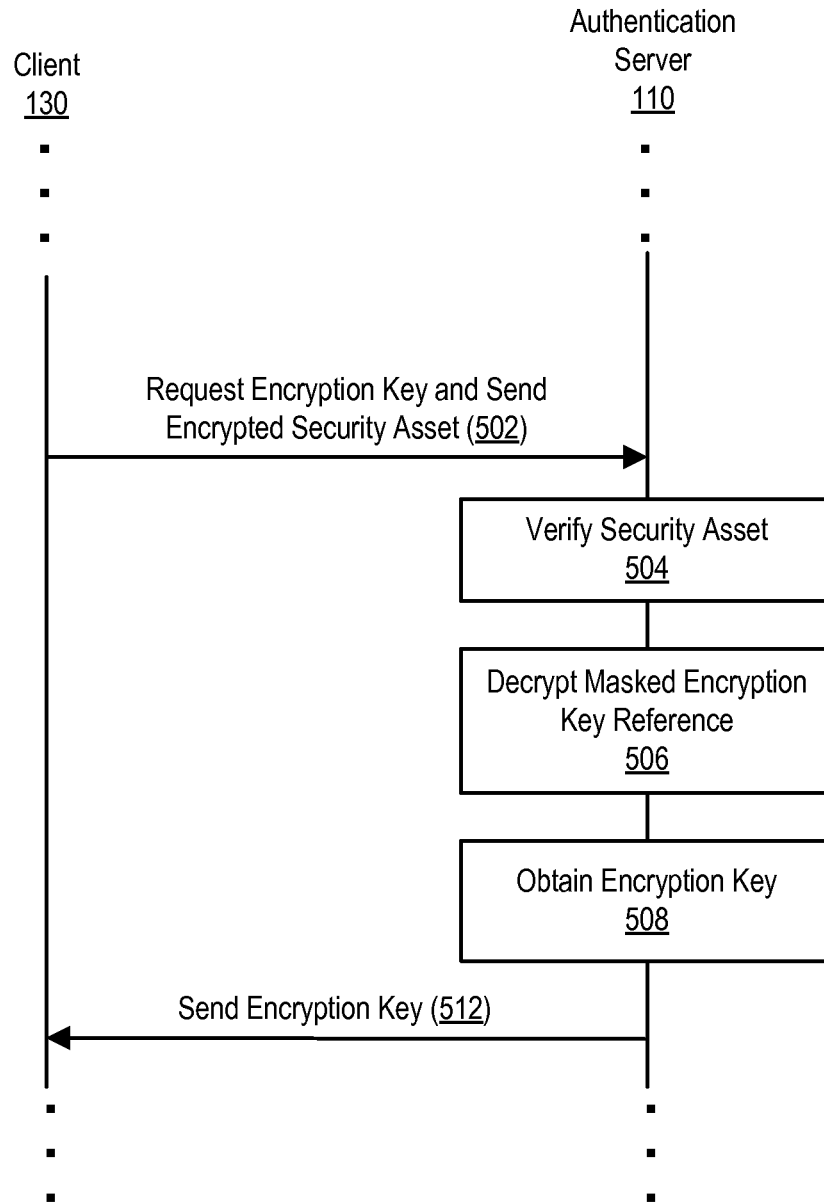 Authentication
Server
110
Client
130
Request Encryption Key and Send
Encrypted Security Asset (502)
Verify Security Asset
504
Decrypt Masked Encryption
Key Reference
506
Obtain Encryption Key
508
Send Encryption Key (512)